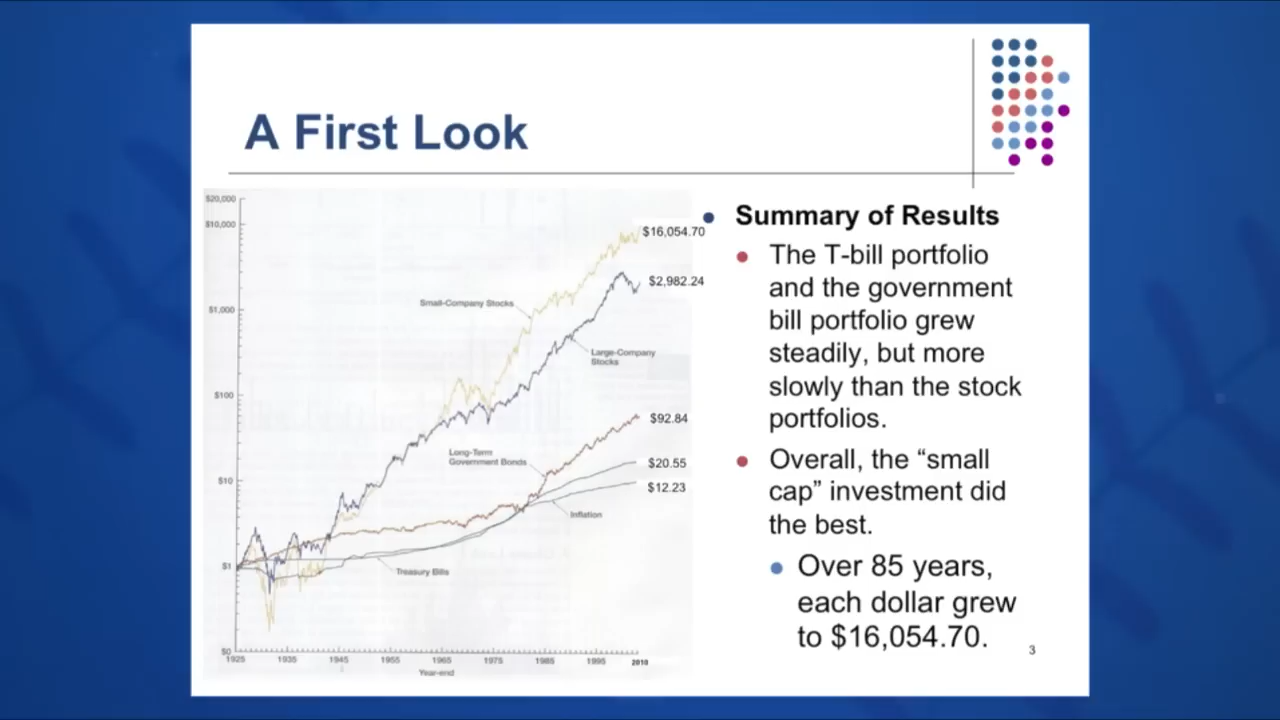 A First Look
$20,000
$10,000
$16,054.70
$2,982.24
Small-Company Stocks
$1,000
Large-Company
Stocks
$100
$92.84
Long-Term
Government Bonds
$20.55
$10
$12.23
Inflation
$1
Treasury Bills
$0
1925 1935 1945 1955 1965 1975 1985 1995 2010
Year-end
Summary of Results
The T-bill portfolio
and the government
bill portfolio grew
steadily, but more
slowly than the stock
portfolios.
Overall, the “small
cap” investment did
the best.
Over 85 years,
each dollar grew
to $16,054.70.
3